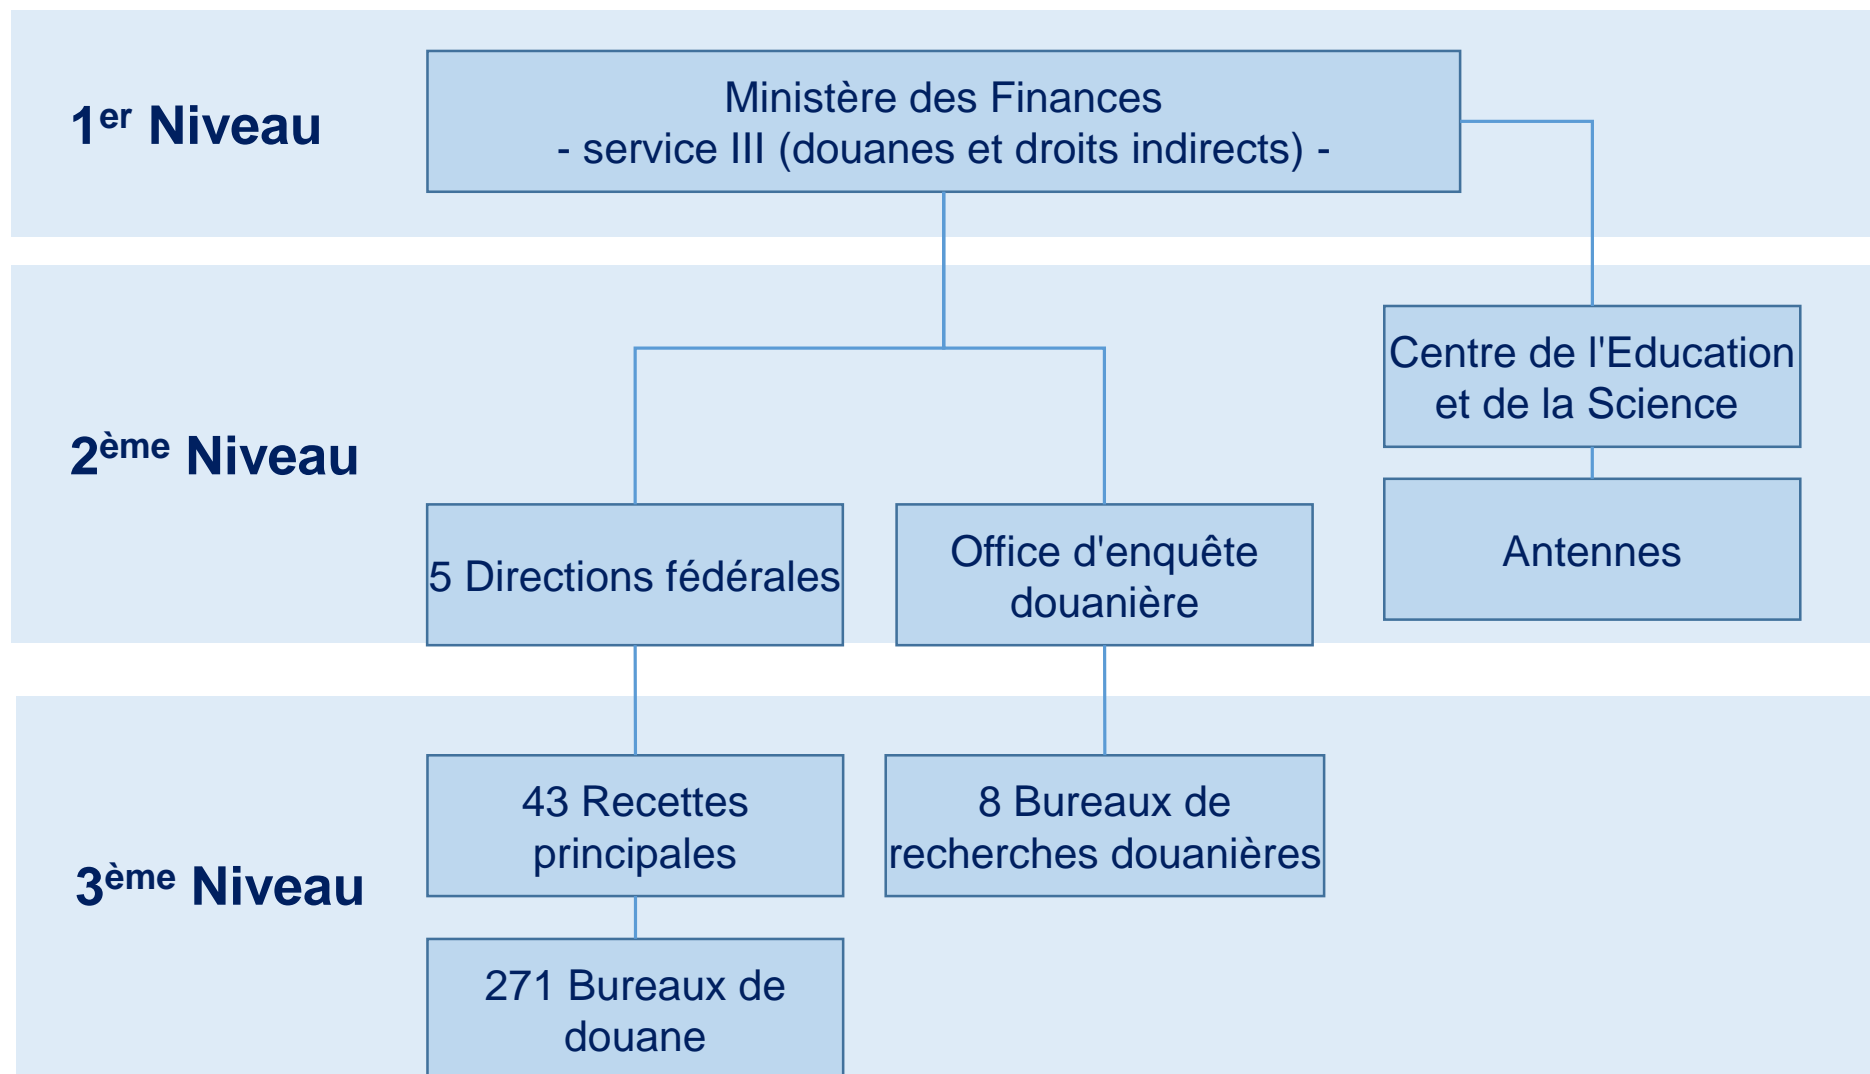 1er Niveau
Ministère des Finances
- service III (douanes et droits indirects) -
2ème Niveau
Centre de l'Education
et de la Science
Antennes
5 Directions fédérales
Office d'enquête
douanière
3ème Niveau
43 Recettes
principales
8 Bureaux de
recherches douanières
271 Bureaux de
douane